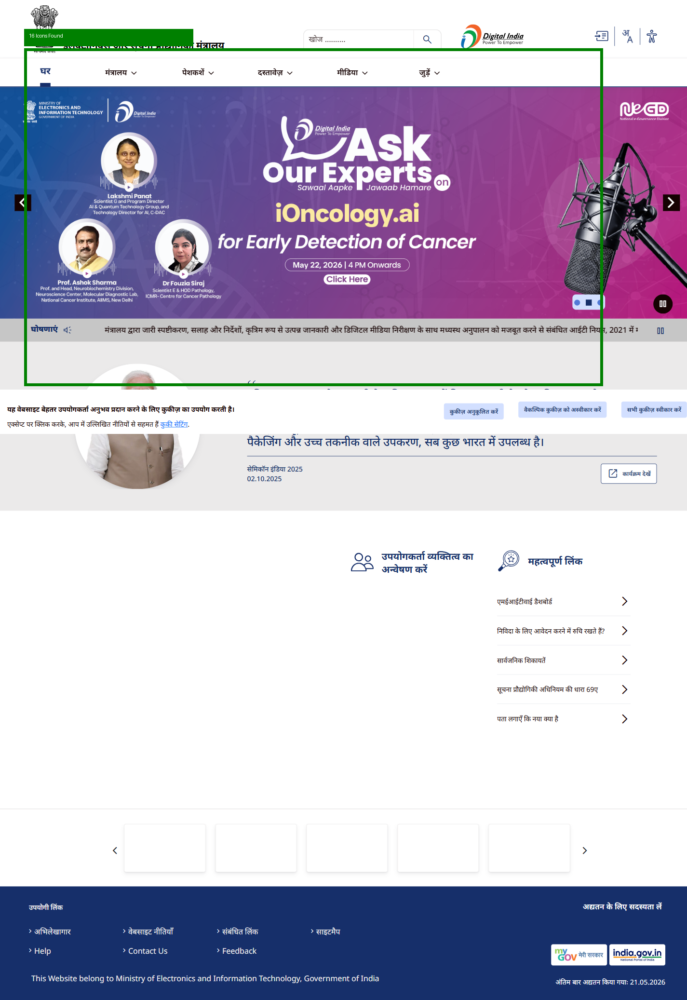 16 Icons Found
सत्यमेव जयते
मंत्रालय
खोज ..........
Digital India
Power To Empower
अ
A
घर
मंत्रालय
पेशकशें
दस्तावेज़
मीडिया
जुड़ें
MINISTRY OF
ELECTRONICS AND
INFORMATION TECHNOLOGY
GOVERNMENT OF INDIA
Digital India
Power To Empower
NeGD
National e-Governance Division
Digital India
Power To Empower
Ask
Our Experts
Sawaal Aapke Jawaab Hamare
on
iOncology.ai
for Early Detection of Cancer
May 22, 2026 | 4 PM Onwards
Click Here
Lakshmi Panat
Scientist G and Program Director
AI & Quantum Technology Group, and
Technology Director for AI, C-DAC
Prof. Ashok Sharma
Prof. and Head, Neurobiochemistry Division,
Neuroscience Center, Molecular Diagnostic Lab,
National Cancer Institute, AIIMS, New Delhi
Dr Fouzia Siraj
Scientist E & HOD Pathology,
ICMR- Centre for Cancer Pathology
घोषणाएं
मंत्रालय द्वारा जारी स्पष्टीकरण, सलाह और निर्देशों, कृत्रिम रूप से उत्पन्न जानकारी और डिजिटल मीडिया निरीक्षण के साथ मध्यस्थ अनुपालन को मजबूत करने से संबंधित आईटी नियम, 2021 में
यह वेबसाइट बेहतर उपयोगकर्ता अनुभव प्रदान करने के लिए कुकीज़ का उपयोग करती है।
एक्सेप्ट पर क्लिक करके, आप में उल्लिखित नीतियों से सहमत हैं कुकी सेटिंग.
कुकीज़ अनुकूलित करें
वैकल्पिक कुकीज़ को अस्वीकार करें
सभी कुकीज़ स्वीकार करें
पैकेजिंग और उच्च तकनीक वाले उपकरण, सब कुछ भारत में उपलब्ध है।
सेमिकॉन इंडिया 2025
02.10.2025
कार्यक्रम देखें
उपयोगकर्ता व्यक्तित्व का
अन्वेषण करें
महत्वपूर्ण लिंक
एमईआईटीवाई डैशबोर्ड
निविदा के लिए आवेदन करने में रुचि रखते हैं?
सार्वजनिक शिकायतें
सूचना प्रौद्योगिकी अधिनियम की धारा 69ए
पता लगाएँ कि नया क्या है
उपयोगी लिंक
अद्यतन के लिए सदस्यता लें
अभिलेखागार
वेबसाइट नीतियाँ
संबंधित लिंक
साइटमैप
Help
Contact Us
Feedback
my
GOV मेरी सरकार
india.gov.in
National Portal of India
This Website belong to Ministry of Electronics and Information Technology, Government of India
अंतिम बार अद्यतन किया गया: 21.05.2026